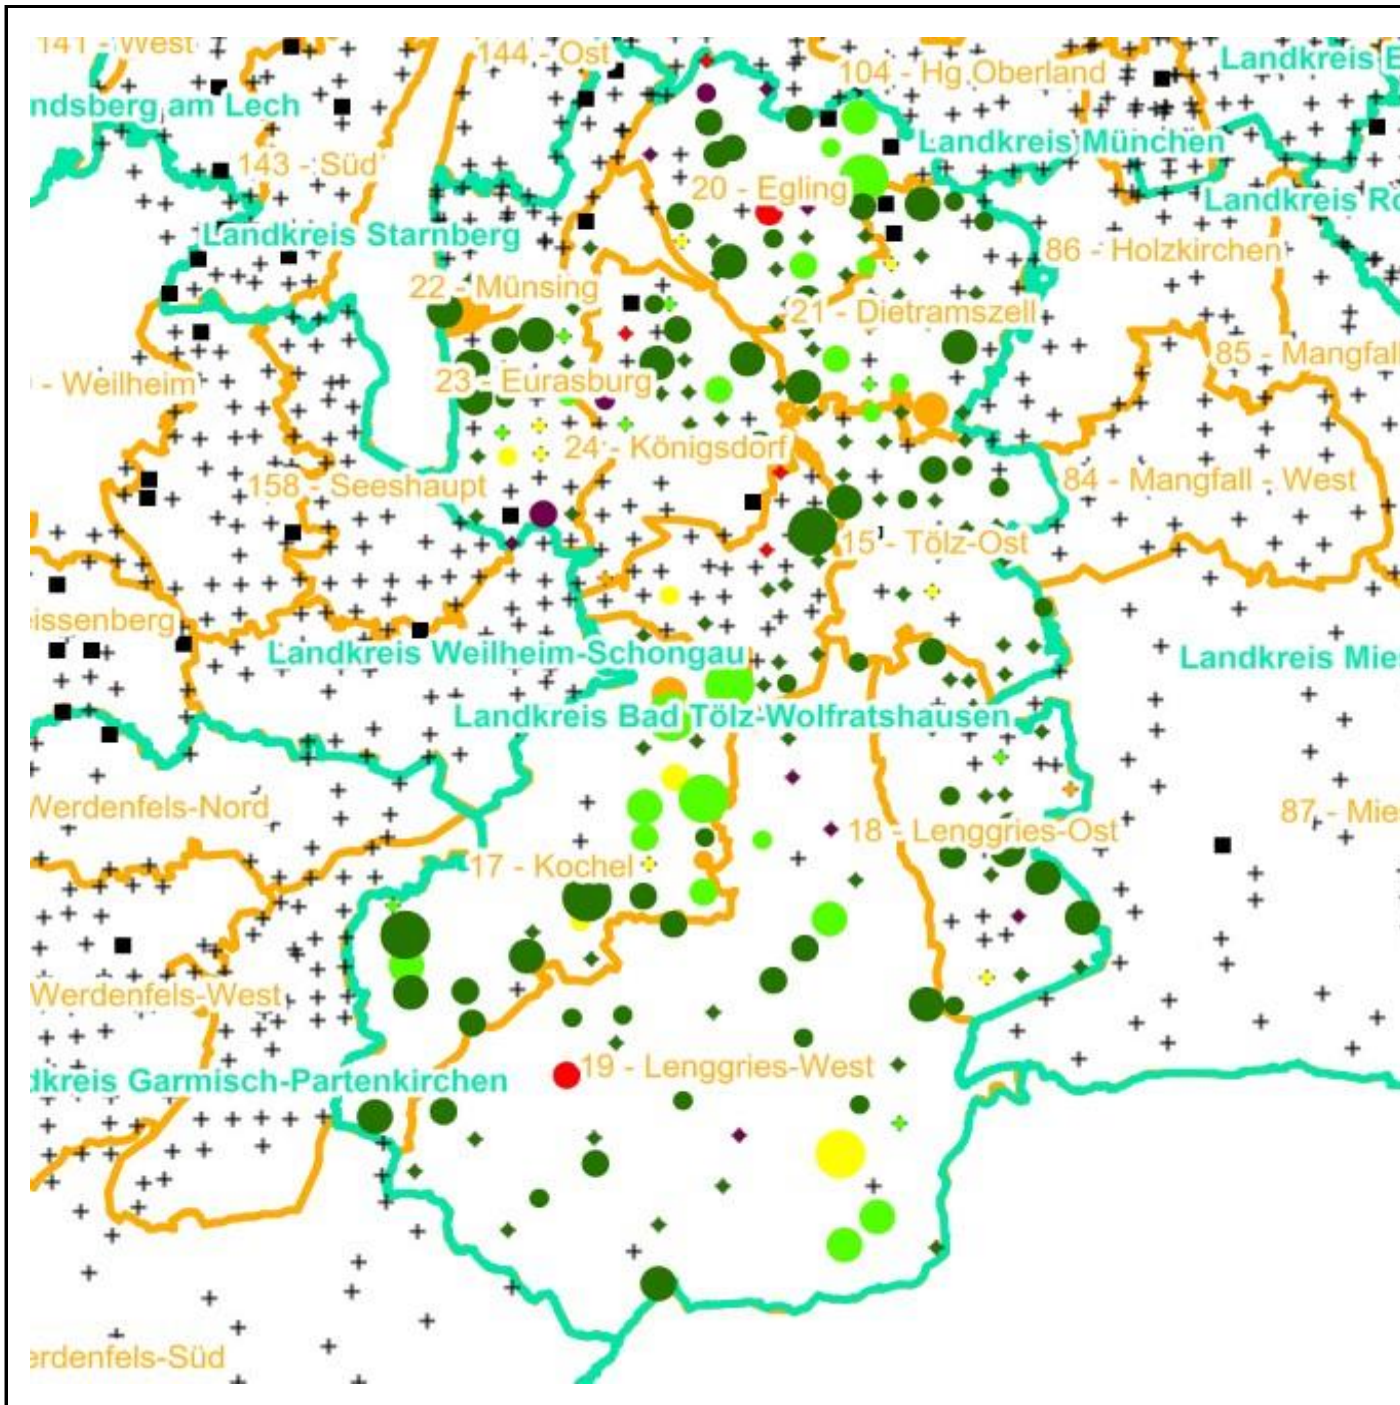 141 - West
144 - Ost
104 - Hg.Oberland
Landkreis E
ndsberg am Lech
Landkreis München
143 - Süd
20 - Egling
Landkreis Ro
Landkreis Starnberg
86 - Holzkirchen
22 - Münsing
21 - Dietramszell
85 - Mangfall
- Weilheim
23 - Eurasburg
24 - Königsdorf
158 - Seeshaupt
84 - Mangfall - West
15 - Tölz-Ost
eissenberg
Landkreis Weilheim-Schongau
Landkreis Mie
Landkreis Bad Tölz-Wolfratshausen
Werdenfels-Nord
87 - Mie
18 - Lenggries-Ost
17 - Kochel
Werdenfels-West
19 - Lenggries-West
dkreis Garmisch-Partenkirchen
erdenfels-Süd